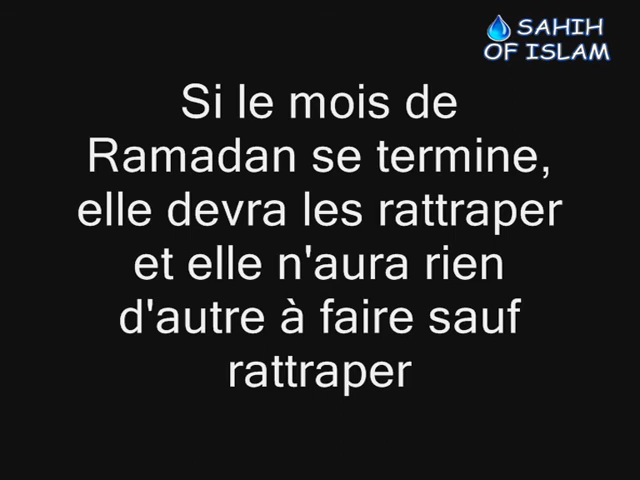 SAHIH
OF ISLAM
Si le mois de
Ramadan se termine,
elle devra les rattraper
et elle n'aura rien
d'autre à faire sauf
rattraper